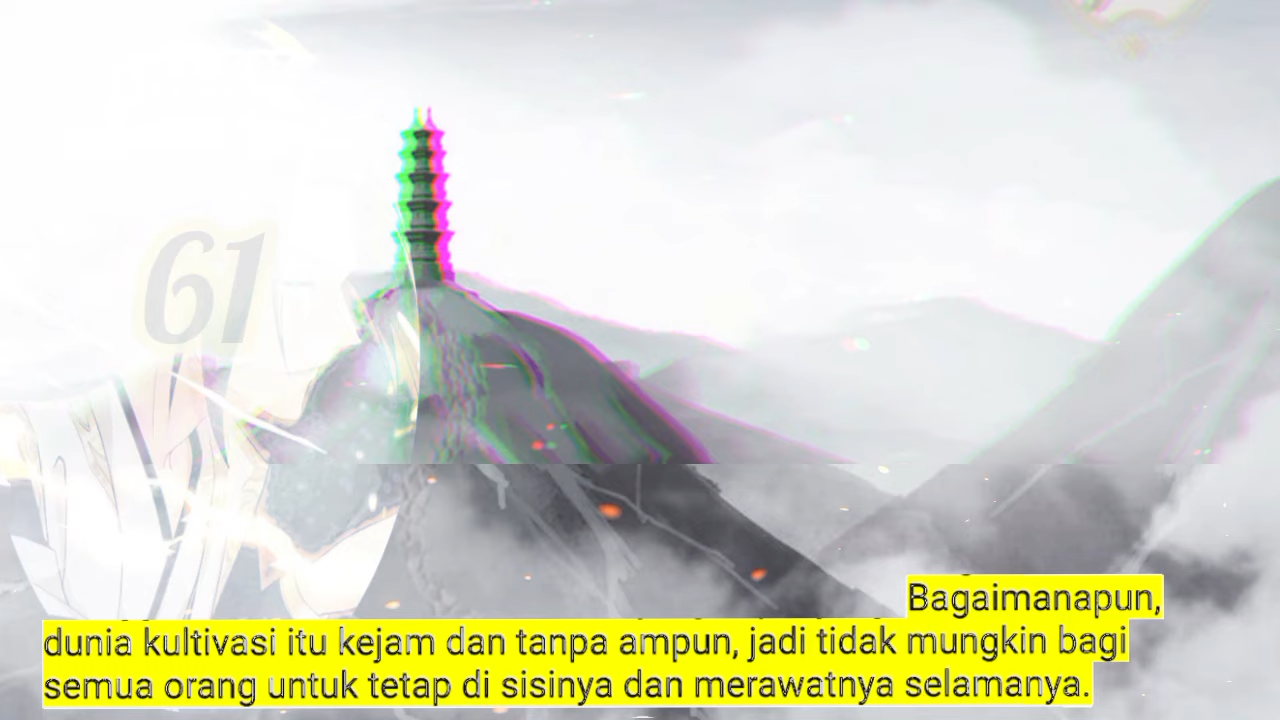 61
Bagaimanapun,
dunia kultivasi itu kejam dan tanpa ampun, jadi tidak mungkin bagi
semua orang untuk tetap di sisinya dan merawatnya selamanya.